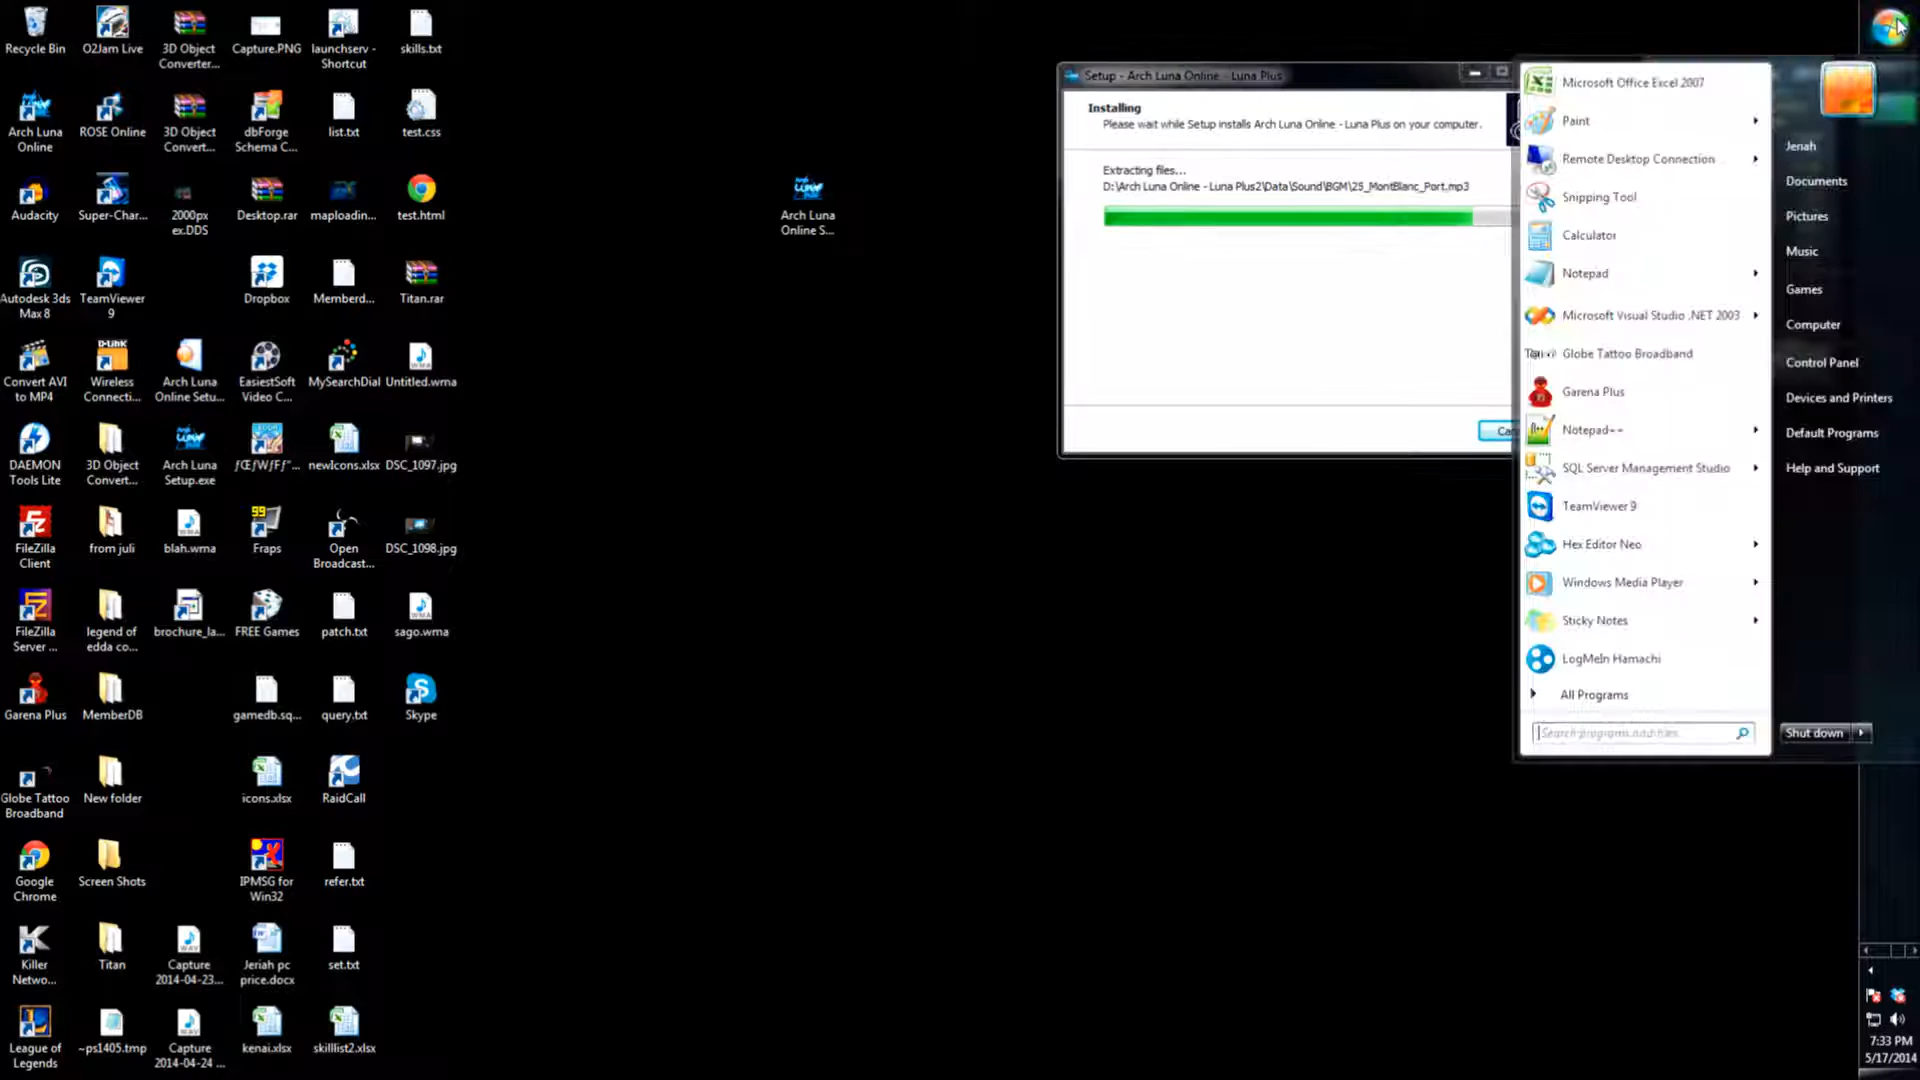 Recycle Bin
O2Jam Live
3D Object
Converter...
Capture.PNG
launchserv -
Shortcut
skills.txt
Arch Luna
Online
ROSE Online
3D Object
Convert...
dbForge
Schema C...
list.txt
test.css
Audacity
Super-Char...
2000px
ex.DDS
Desktop.rar
maploadin...
test.html
Arch Luna
Online S...
Autodesk 3ds
Max 8
TeamViewer
9
Dropbox
Memberd...
Titan.rar
Convert AVI
to MP4
D-Link
Wireless
Connecti...
Arch Luna
Online Setu...
EasiestSoft
Video C...
MySearchDial
Untitled.wma
DAEMON
Tools Lite
3D Object
Convert...
Arch Luna
Setup.exe
ƒŒƒWƒFƒ"...
newIcons.xlsx
DSC_1097.jpg
FileZilla
Client
from juli
blah.wma
99
Fraps
Open
Broadcast...
DSC_1098.jpg
FileZilla
Server ...
legend of
edda co...
brochure_la...
FREE Games
patch.txt
sago.wma
Garena Plus
MemberDB
gamedb.sq...
query.txt
Skype
Globe Tattoo
Broadband
New folder
icons.xlsx
RaidCall
Google
Chrome
Screen Shots
IPMSG for
Win32
refer.txt
Killer
Netwo...
Titan
Capture
2014-04-23...
Jeriah pc
price.docx
set.txt
League of
Legends
~ps1405.tmp
Capture
2014-04-24 ...
kenai.xlsx
skilllist2.xlsx
Setup - Arch Luna Online - Luna Plus
Installing
Please wait while Setup installs Arch Luna Online - Luna Plus on your computer.
Extracting files...
D:\Arch Luna Online - Luna Plus2\Data\Sound\BGM\25_MontBlanc_Port.mp3
Microsoft Office Excel 2007
Paint
Remote Desktop Connection
Snipping Tool
Calculator
Notepad
Microsoft Visual Studio .NET 2003
Globe Tattoo Broadband
Garena Plus
Notepad++
SQL Server Management Studio
TeamViewer 9
Hex Editor Neo
Windows Media Player
Sticky Notes
LogMeIn Hamachi
All Programs
Search programs and files
Jeriah
Documents
Pictures
Music
Games
Computer
Control Panel
Devices and Printers
Default Programs
Help and Support
Shut down
7:33 PM
5/17/2014